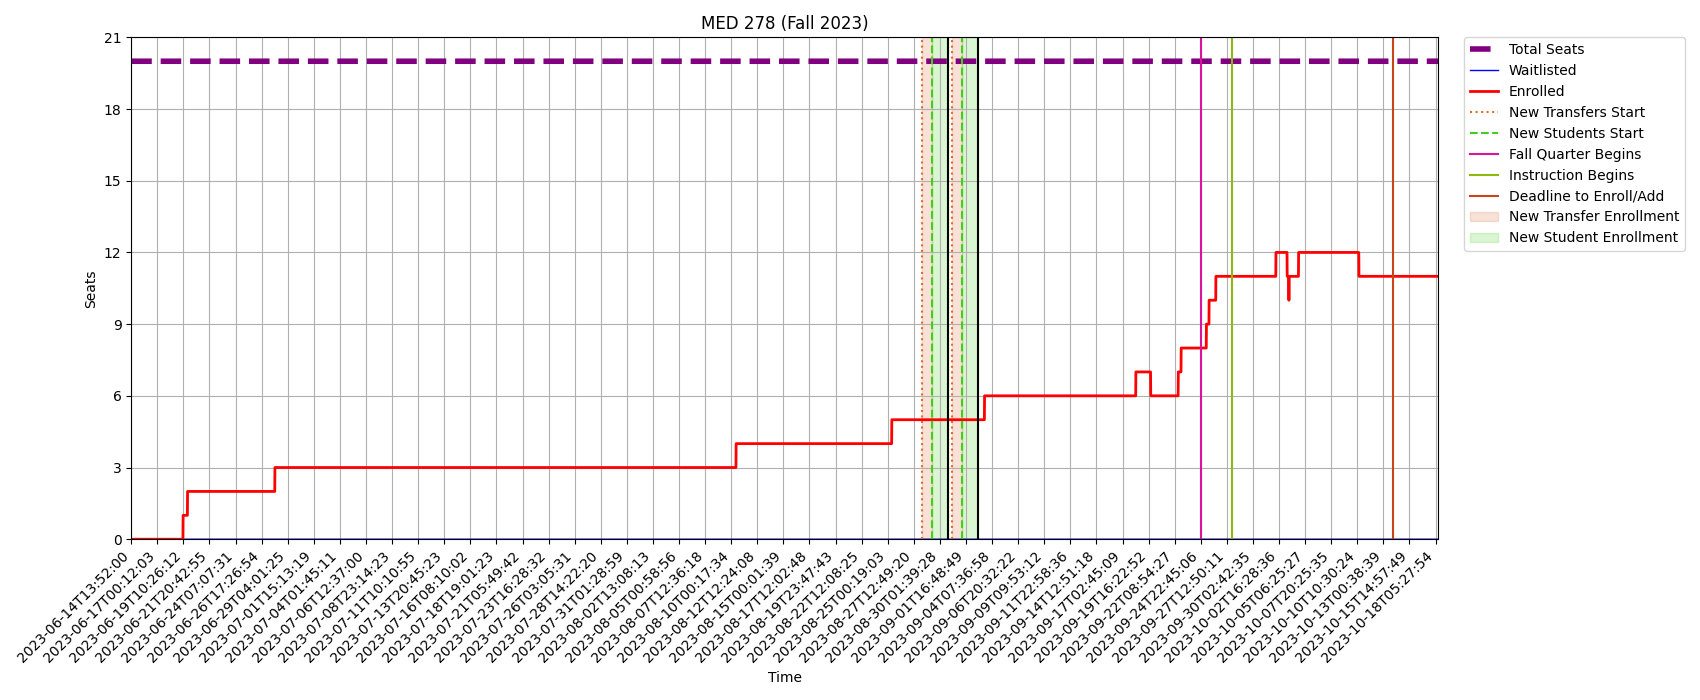 MED 278 (Fall 2023)
21
18
15
12
9
6
3
0
Seats
2023-06-14T13:52:00
2023-06-17T00:12:03
2023-06-19T10:26:12
2023-06-21T20:42:55
2023-06-24T07:07:31
2023-06-26T17:26:54
2023-06-29T04:01:25
2023-07-01T15:13:19
2023-07-04T01:45:11
2023-07-06T12:37:00
2023-07-08T23:14:23
2023-07-11T10:10:55
2023-07-13T20:45:23
2023-07-16T08:10:02
2023-07-18T19:01:23
2023-07-21T05:49:42
2023-07-23T16:28:32
2023-07-26T03:05:31
2023-07-28T14:22:20
2023-07-31T01:28:59
2023-08-02T13:08:13
2023-08-05T00:58:56
2023-08-07T12:36:18
2023-08-10T00:17:34
2023-08-12T12:24:08
2023-08-15T00:01:39
2023-08-17T12:02:48
2023-08-19T23:47:43
2023-08-22T12:08:25
2023-08-25T00:19:03
2023-08-27T12:49:20
2023-08-30T01:39:28
2023-09-01T16:48:49
2023-09-04T07:36:58
2023-09-06T20:32:22
2023-09-09T09:53:12
2023-09-11T22:58:36
2023-09-14T12:51:18
2023-09-17T02:45:09
2023-09-19T16:22:52
2023-09-22T08:54:27
2023-09-24T22:45:06
2023-09-27T12:50:11
2023-09-30T02:42:35
2023-10-02T16:28:36
2023-10-05T06:25:27
2023-10-07T20:25:35
2023-10-10T10:30:24
2023-10-13T00:38:39
2023-10-15T14:57:49
2023-10-18T05:27:54
Time
Total Seats
Waitlisted
Enrolled
New Transfers Start
New Students Start
Fall Quarter Begins
Instruction Begins
Deadline to Enroll/Add
New Transfer Enrollment
New Student Enrollment